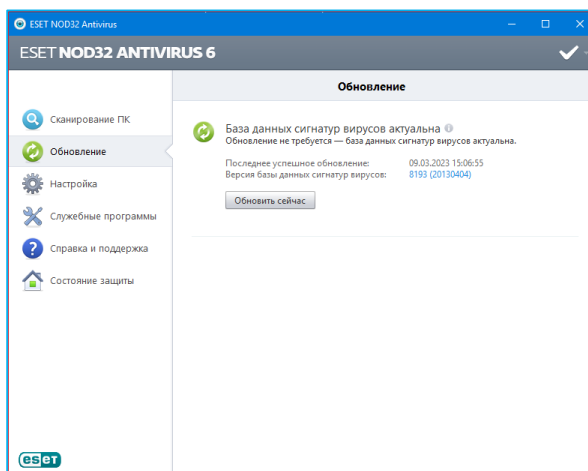 ESET NOD32 Antivirus
ESET NOD32 ANTIVIRUS 6
Обновление
Сканирование ПК
Обновление
Настройка
Служебные программы
Справка и поддержка
Состояние защиты
База данных сигнатур вирусов актуальна
Обновление не требуется — база данных сигнатур вирусов актуальна.
Последнее успешное обновление: 09.03.2023 15:06:55
Версия базы данных сигнатур вирусов: 8193 (20130404)
Обновить сейчас
eset